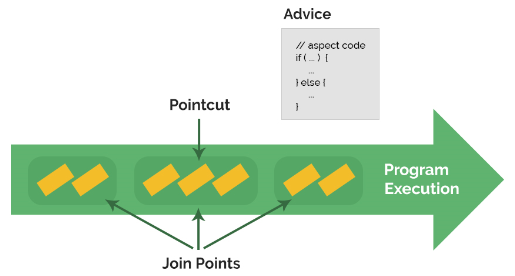 Advice
// aspect code
if ( ... ) {
...
} else {
...
}
Pointcut
Program
Execution
Join Points